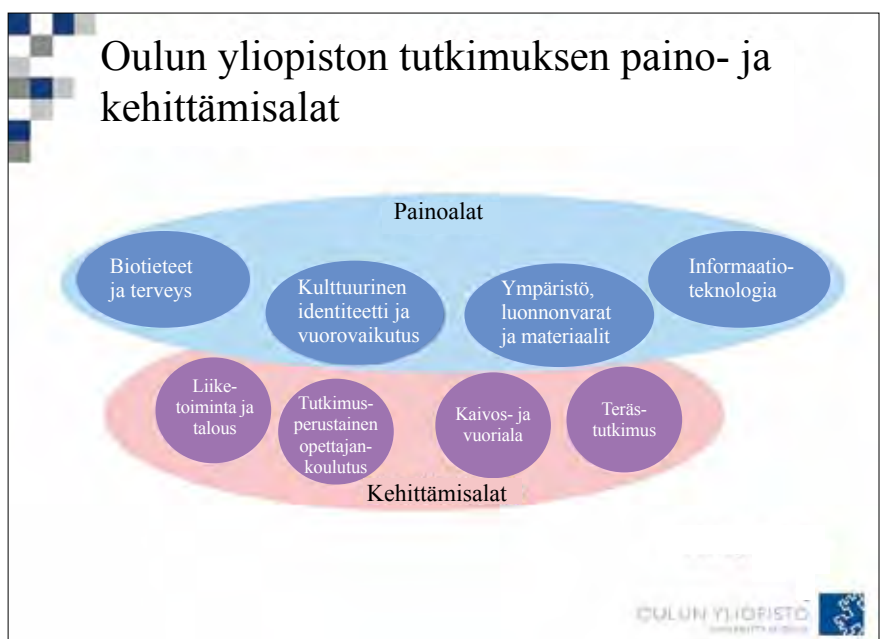 Oulun yliopiston tutkimuksen paino- ja
kehittämisalat
Painoalat
Biotieteet
ja terveys
Kulttuurinen
identiteetti ja
vuorovaikutus
Ympäristö,
luonnonvarat
ja materiaalit
Informaatio-
teknologia
Liike-
toiminta ja
talous
Tutkimus-
perustainen
opettajan-
koulutus
Kaivos- ja
vuoriala
Teräs-
tutkimus
Kehittämisalat
OULUN YLIOPISTO